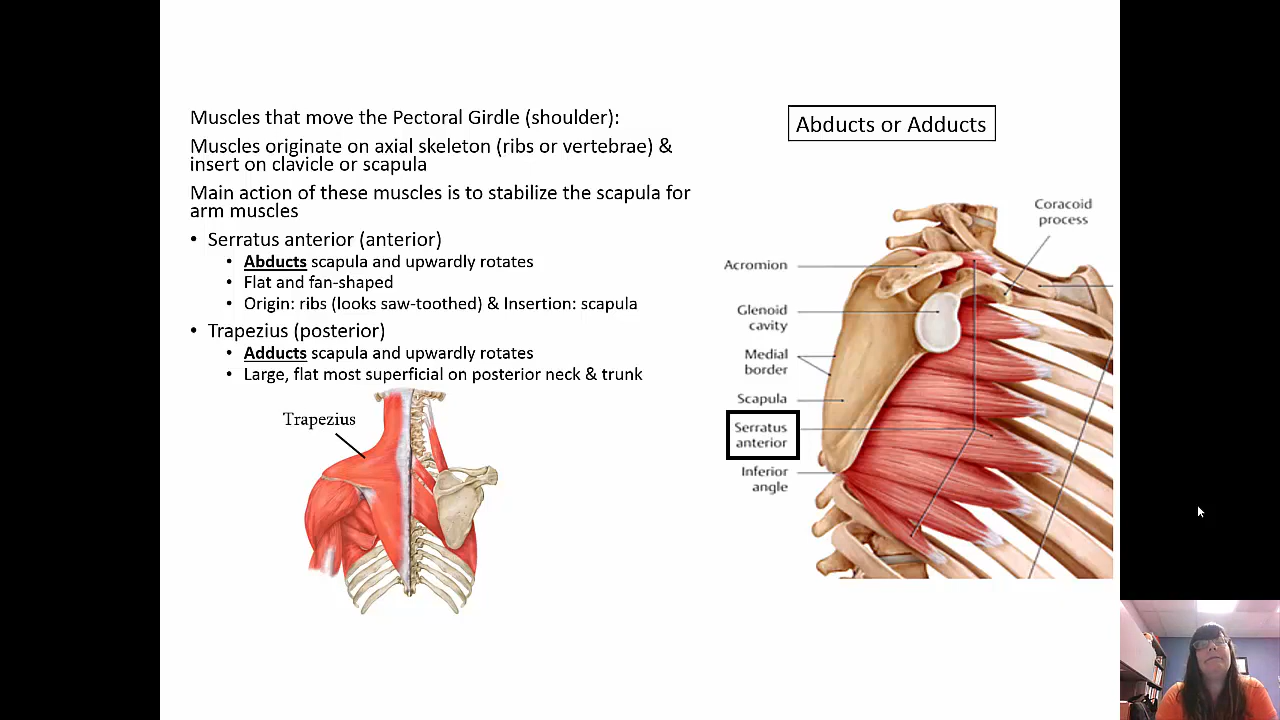 Muscles that move the Pectoral Girdle (shoulder):
Muscles originate on axial skeleton (ribs or vertebrae) &
insert on clavicle or scapula
Main action of these muscles is to stabilize the scapula for
arm muscles
• Serratus anterior (anterior)
• Abducts scapula and upwardly rotates
• Flat and fan-shaped
• Origin: ribs (looks saw-toothed) & Insertion: scapula
• Trapezius (posterior)
• Adducts scapula and upwardly rotates
• Large, flat most superficial on posterior neck & trunk
Trapezius
Abducts or Adducts
Coracoid
process
Acromion
Glenoid
cavity
Medial
border
Scapula
Serratus
anterior
Inferior
angle